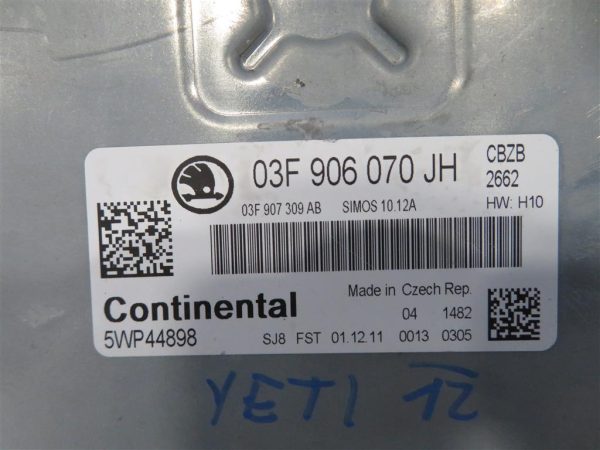 03F 906 070 JH CBZB
2662
03F 907 309 AB SIMOS 10.12A HW: H10
Continental Made in Czech Rep.
04 1482
5WP44898 SJ8 FST 01.12.11 0013 0305
YETI 12